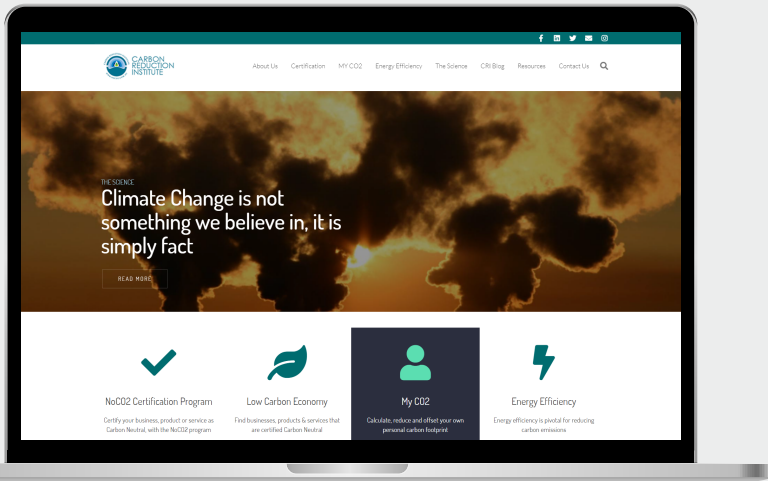 CARBON
REDUCTION
INSTITUTE
About Us Certification MY CO2 Energy Efficiency The Science CRI Blog Resources Contact Us
THE SCIENCE
Climate Change is not
something we believe in, it is
simply fact
READ MORE
NoCO2 Certification Program
Certify your business, product or service as
Carbon Neutral, with the NoCO2 program
Low Carbon Economy
Find businesses, products & services that
are certified Carbon Neutral
My CO2
Calculate, reduce and offset your own
personal carbon footprint
Energy Efficiency
Energy efficiency is pivotal for reducing
carbon emissions